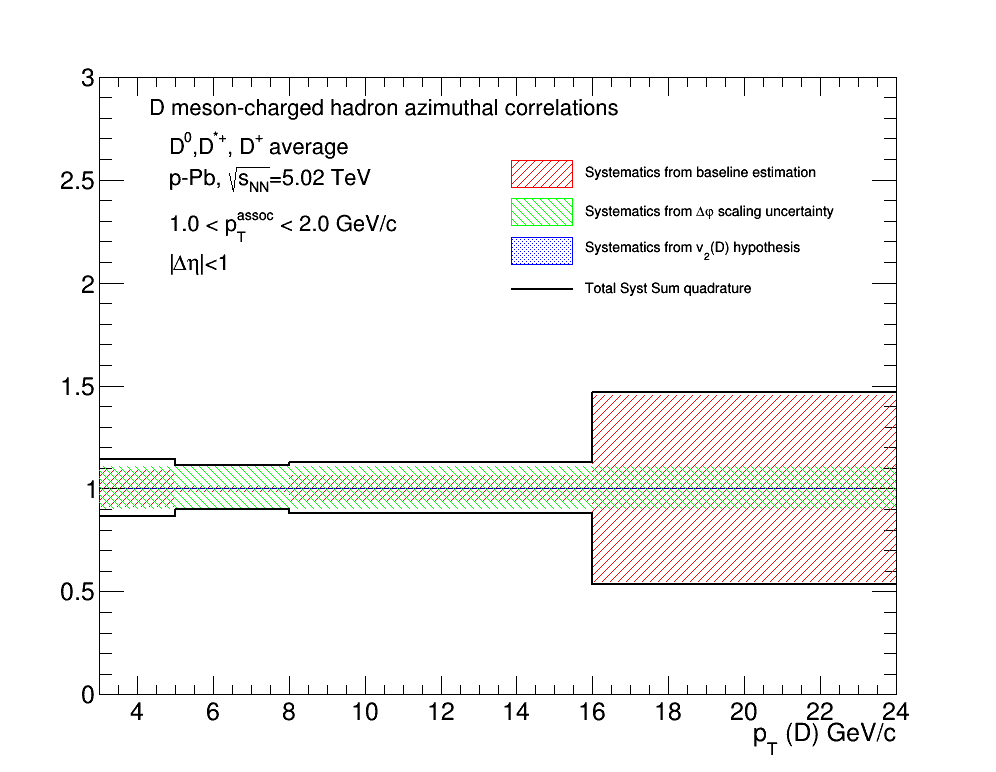 D meson-charged hadron azimuthal correlations
D⁰,D*⁺, D⁺ average
p-Pb, √s_NN=5.02 TeV
1.0 < p_T^assoc < 2.0 GeV/c
|Δη|<1
Systematics from baseline estimation
Systematics from Δφ scaling uncertainty
Systematics from v₂(D) hypothesis
Total Syst Sum quadrature
3
2.5
2
1.5
1
0.5
0
4 6 8 10 12 14 16 18 20 22 24
p_T (D) GeV/c